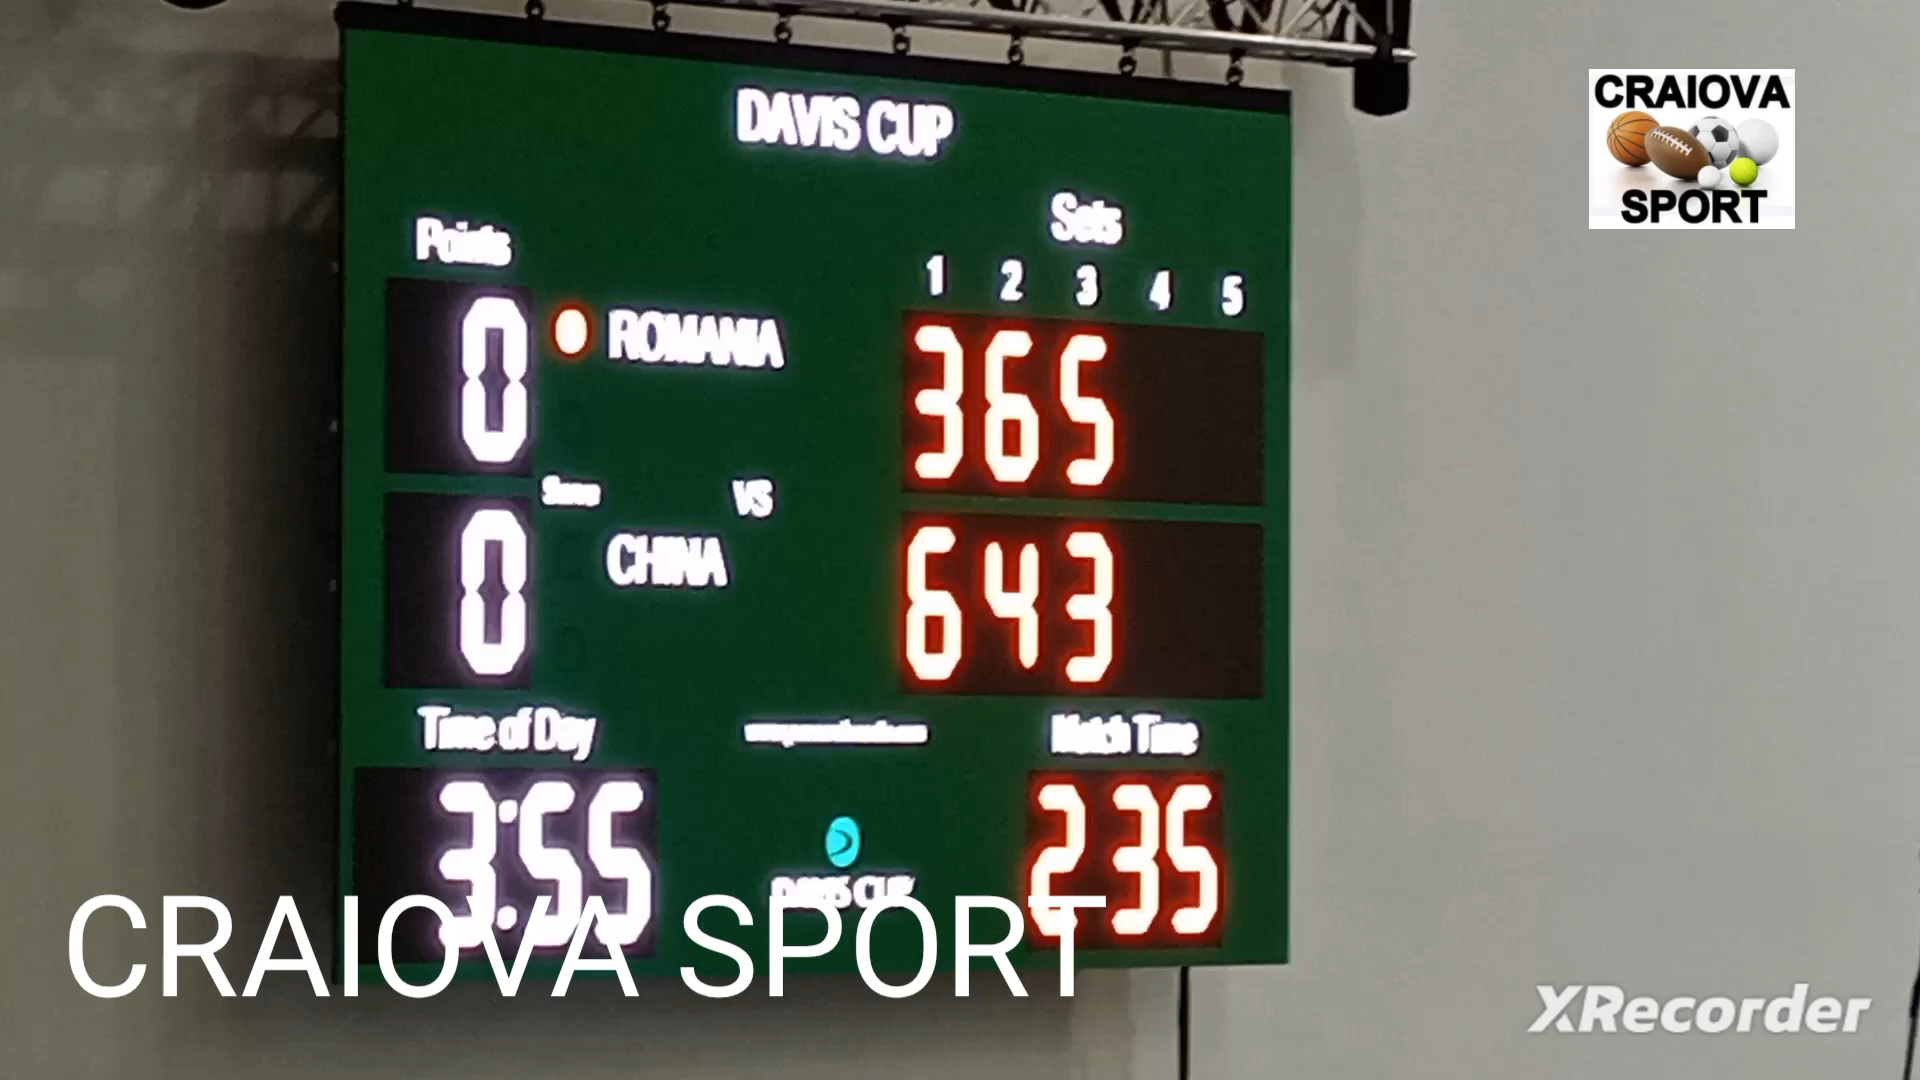 DAVIS CUP
CRAIOVA
SPORT
Points
Sets
1 2 3 4 5
0 ROMANIA 3 6 5
Serve VS
0 CHINA 6 4 3
Time of Day
Match Time
3:55
2 35
DAVIS CUP
CRAIOVA SPORT
XRecorder